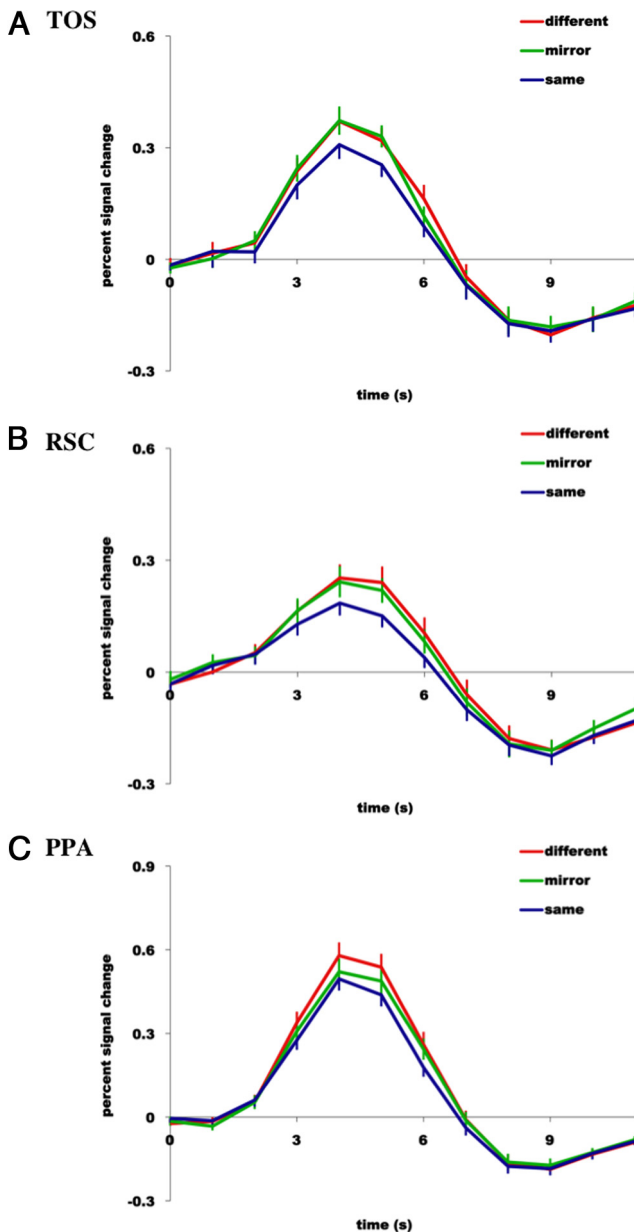 A TOS
0.6
different
mirror
same
0.3
percent signal change
0
0 3 6 9
-0.3
time (s)
B RSC
0.6
different
mirror
same
0.3
percent signal change
0
0 3 6 9
-0.3
time (s)
C PPA
0.9
different
mirror
same
0.6
percent signal change
0.3
0
0 3 6 9
-0.3
time (s)